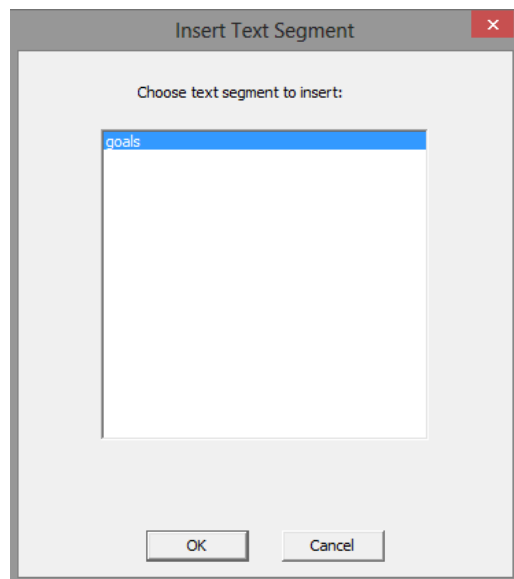 Insert Text Segment
Choose text segment to insert:
goals
OK Cancel